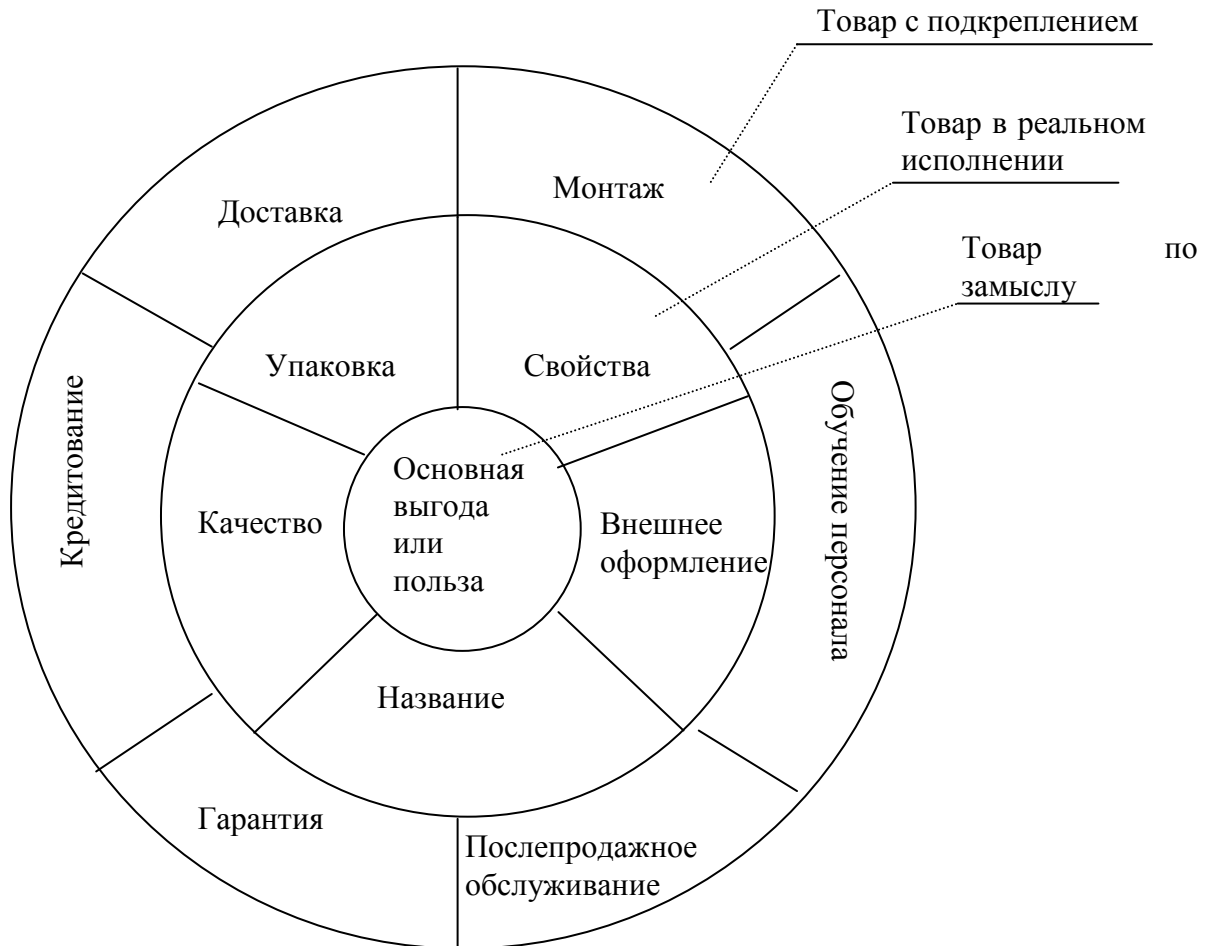 Товар с подкреплением
Товар в реальном
исполнении
Монтаж
Доставка
Товар по
замыслу
Упаковка
Свойства
Кредитование
Обучение персонала
Основная
выгода
или
польза
Качество
Внешнее
оформление
Название
Гарантия
Послепродажное
обслуживание